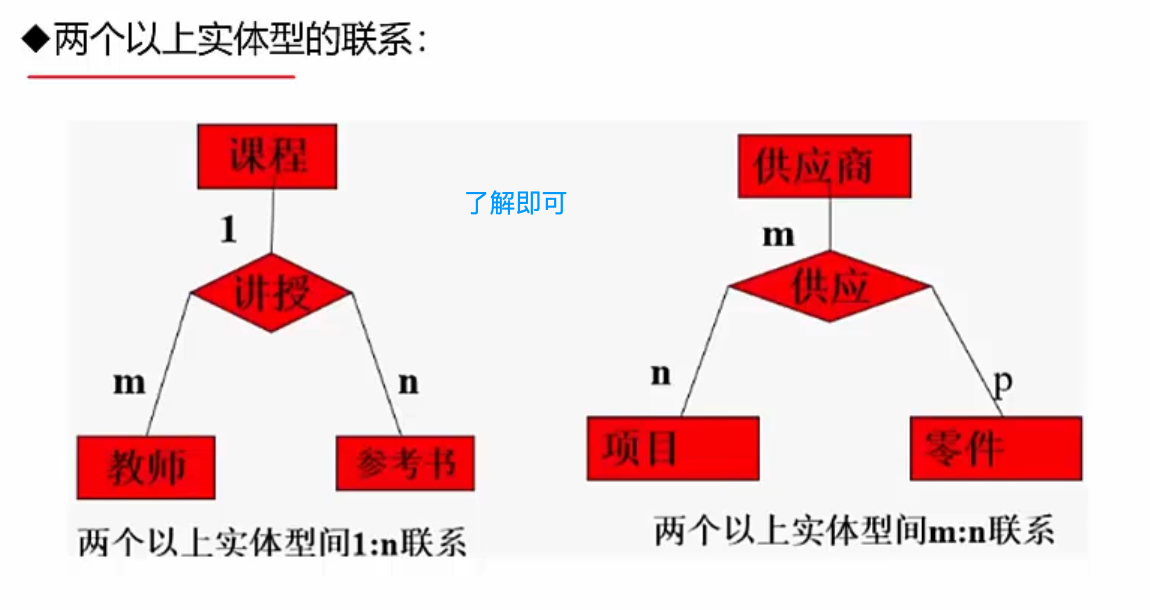 ◆两个以上实体型的联系：
课程
供应商
了解即可
1
m
讲授
供应
m
n
n
p
教师
参考书
项目
零件
两个以上实体型间1:n联系
两个以上实体型间m:n联系